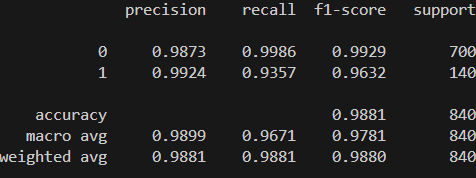 precision recall f1-score support
0 0.9873 0.9986 0.9929 700
1 0.9924 0.9357 0.9632 140
accuracy 0.9881 840
macro avg 0.9899 0.9671 0.9781 840
weighted avg 0.9881 0.9881 0.9880 840